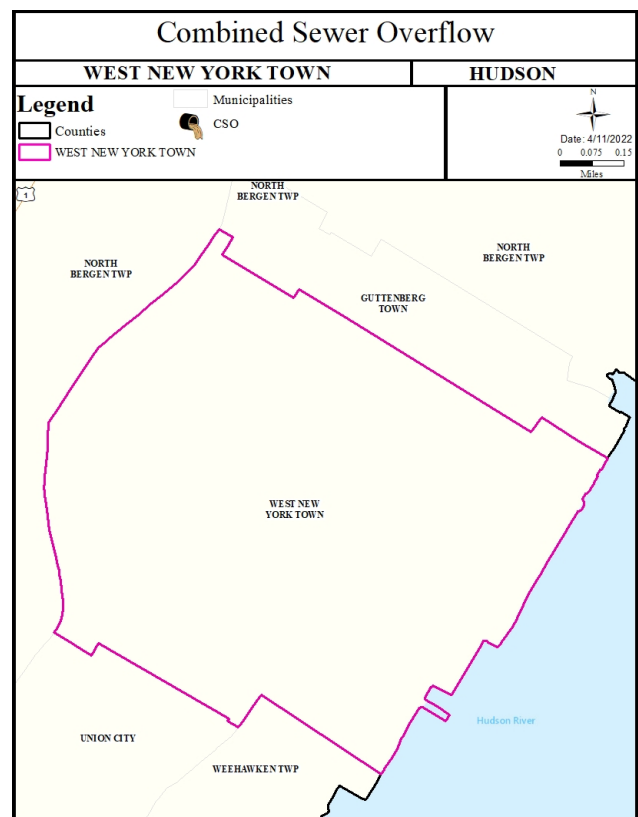 Combined Sewer Overflow
WEST NEW YORK TOWN
HUDSON
Legend
Counties
WEST NEW YORK TOWN
Municipalities
CSO
N
Date: 4/11/2022
0 0.075 0.15
Miles
1
NORTH
BERGEN TWP
NORTH
BERGEN TWP
NORTH
BERGEN TWP
GUTTENBERG
TOWN
WEST NEW
YORK TOWN
Hudson River
UNION CITY
WEEHAWKEN TWP